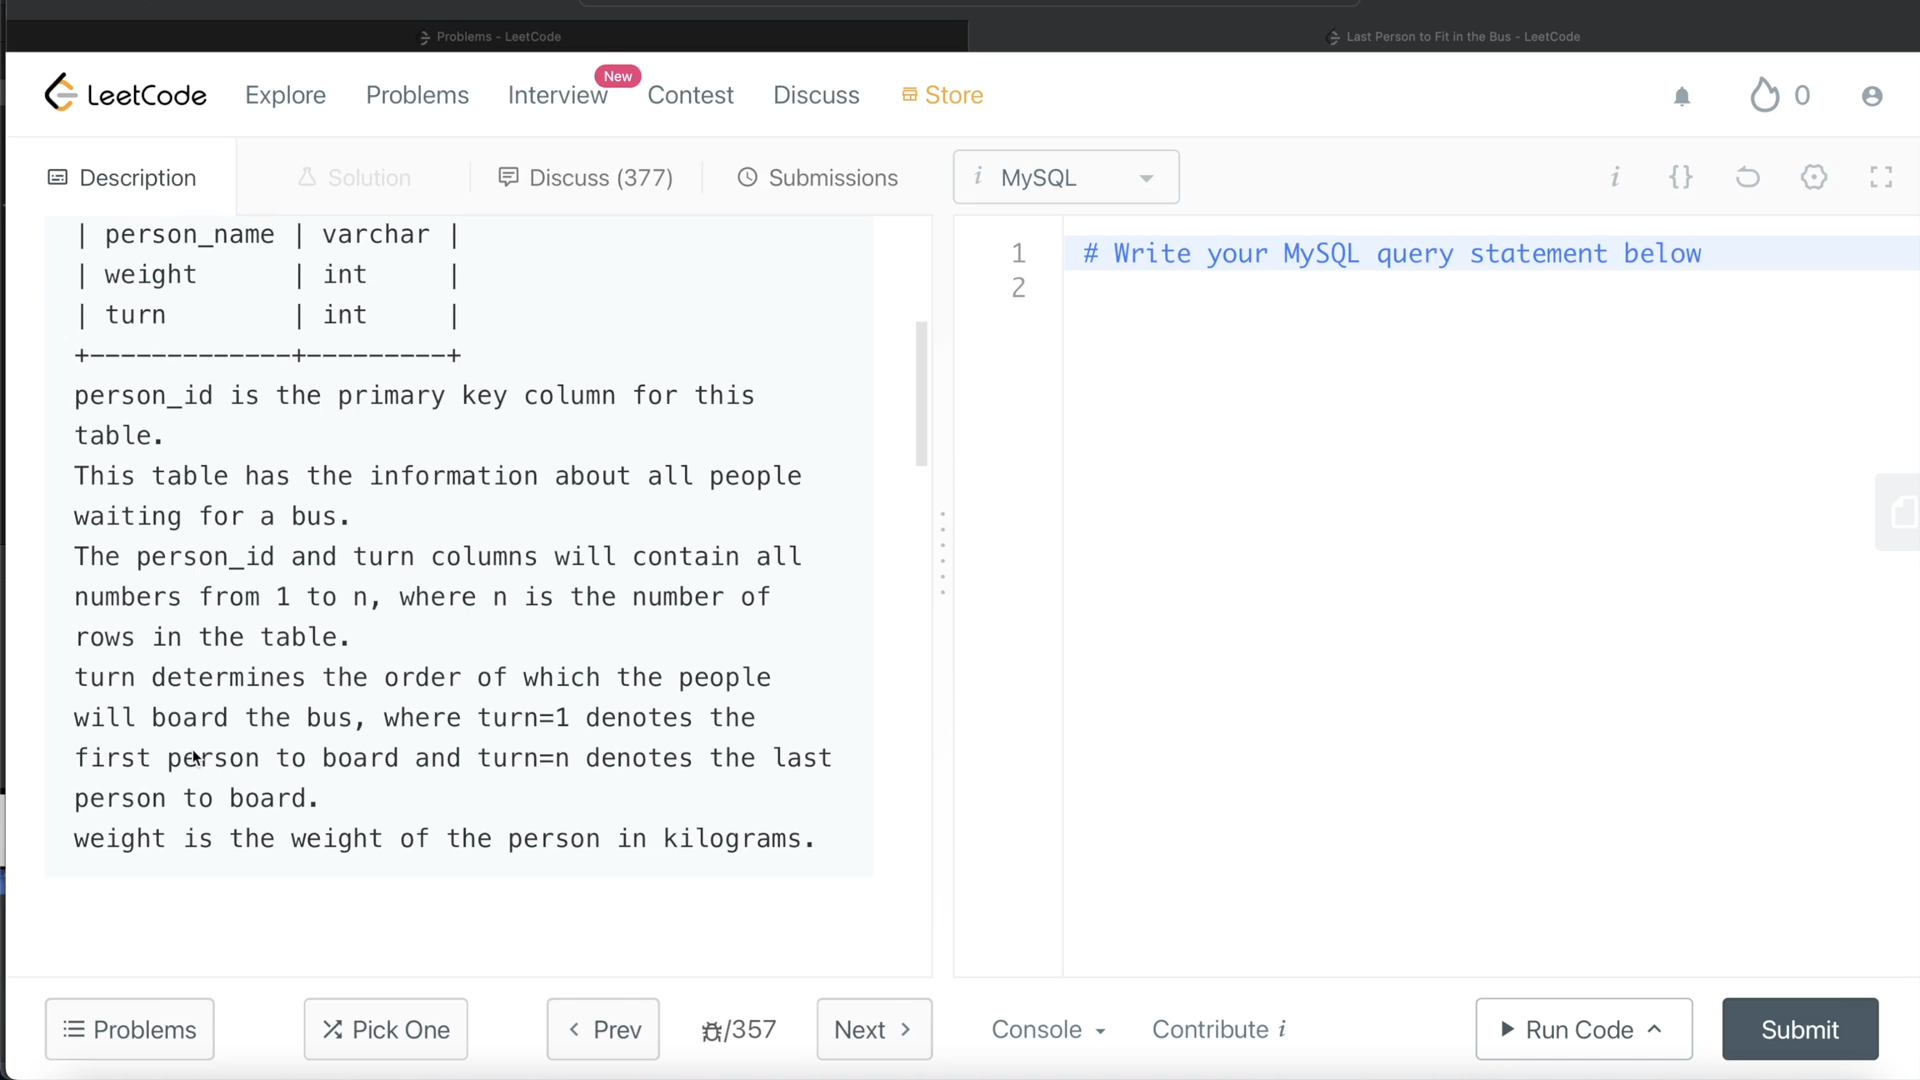 Problems - LeetCode
Last Person to Fit in the Bus - LeetCode
LeetCode
Explore
Problems
Interview
New
Contest
Discuss
Store
0
Description
Solution
Discuss (377)
Submissions
i MySQL
i
{}
| person_name | varchar |
| weight      | int     |
| turn        | int     |
+-------------+---------+
person_id is the primary key column for this
table.
This table has the information about all people
waiting for a bus.
The person_id and turn columns will contain all
numbers from 1 to n, where n is the number of
rows in the table.
turn determines the order of which the people
will board the bus, where turn=1 denotes the
first person to board and turn=n denotes the last
person to board.
weight is the weight of the person in kilograms.
1 # Write your MySQL query statement below
2
Problems
Pick One
Prev
/357
Next
Console
Contribute i
Run Code
Submit